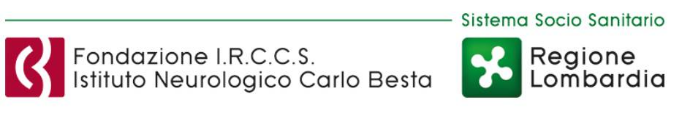 Sistema Socio Sanitario
Fondazione I.R.C.C.S.
Istituto Neurologico Carlo Besta
Regione
Lombardia